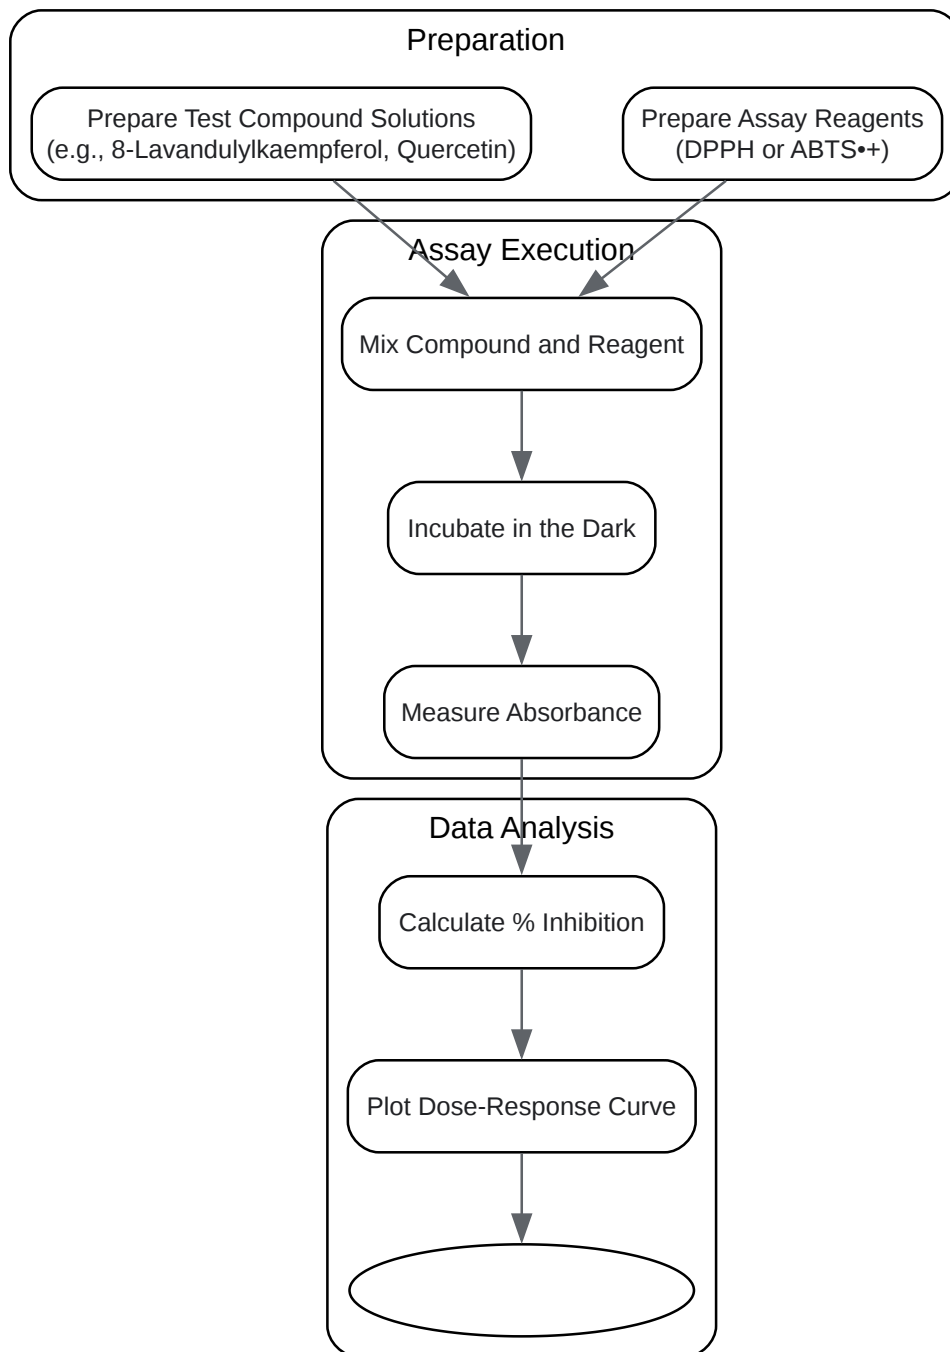 Preparation
Prepare Test Compound Solutions
(e.g., 8-Lavandulylkaempferol, Quercetin)
Prepare Assay Reagents
(DPPH or ABTS•+)
Assay Execution
Mix Compound and Reagent
Incubate in the Dark
Measure Absorbance
Data Analysis
Calculate % Inhibition
Plot Dose-Response Curve